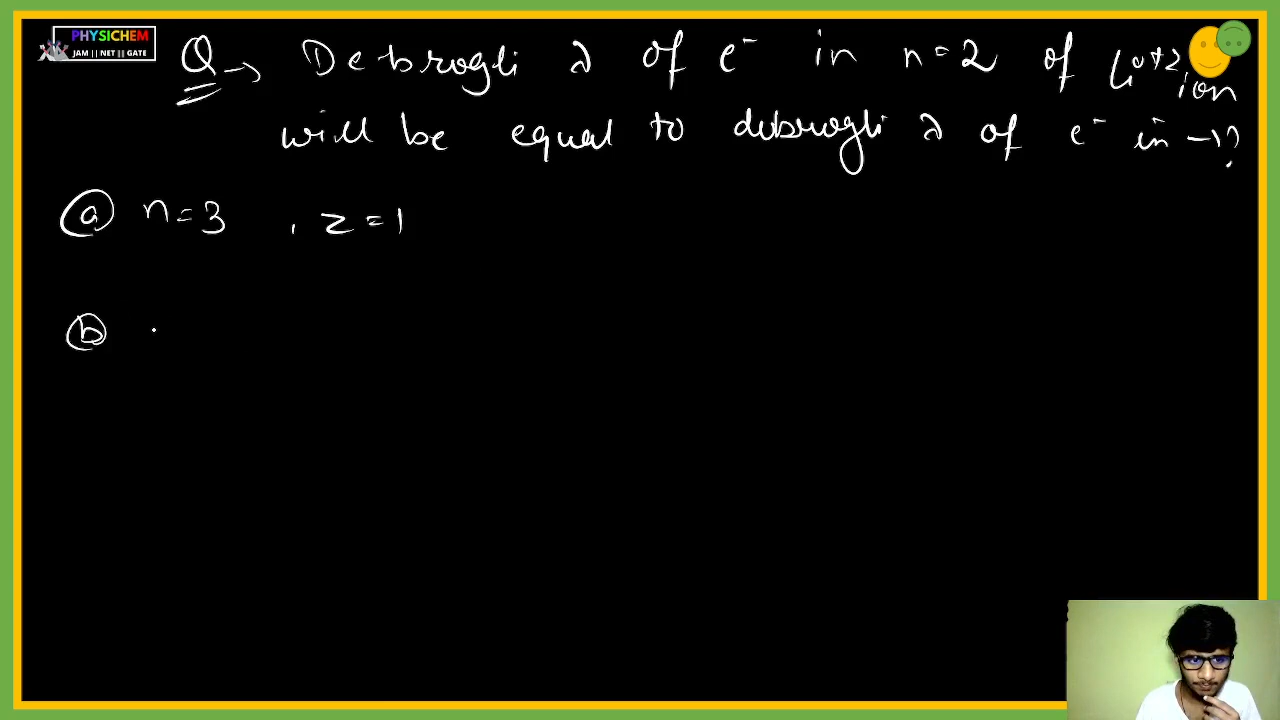 PHYSICHEM
JAM || NET || GATE
Q → Debrogli λ of e⁻ in n=2 of Li⁺² ion
will be equal to debrogli λ of e⁻ in → ?
(a) n=3 , z=1
(b)